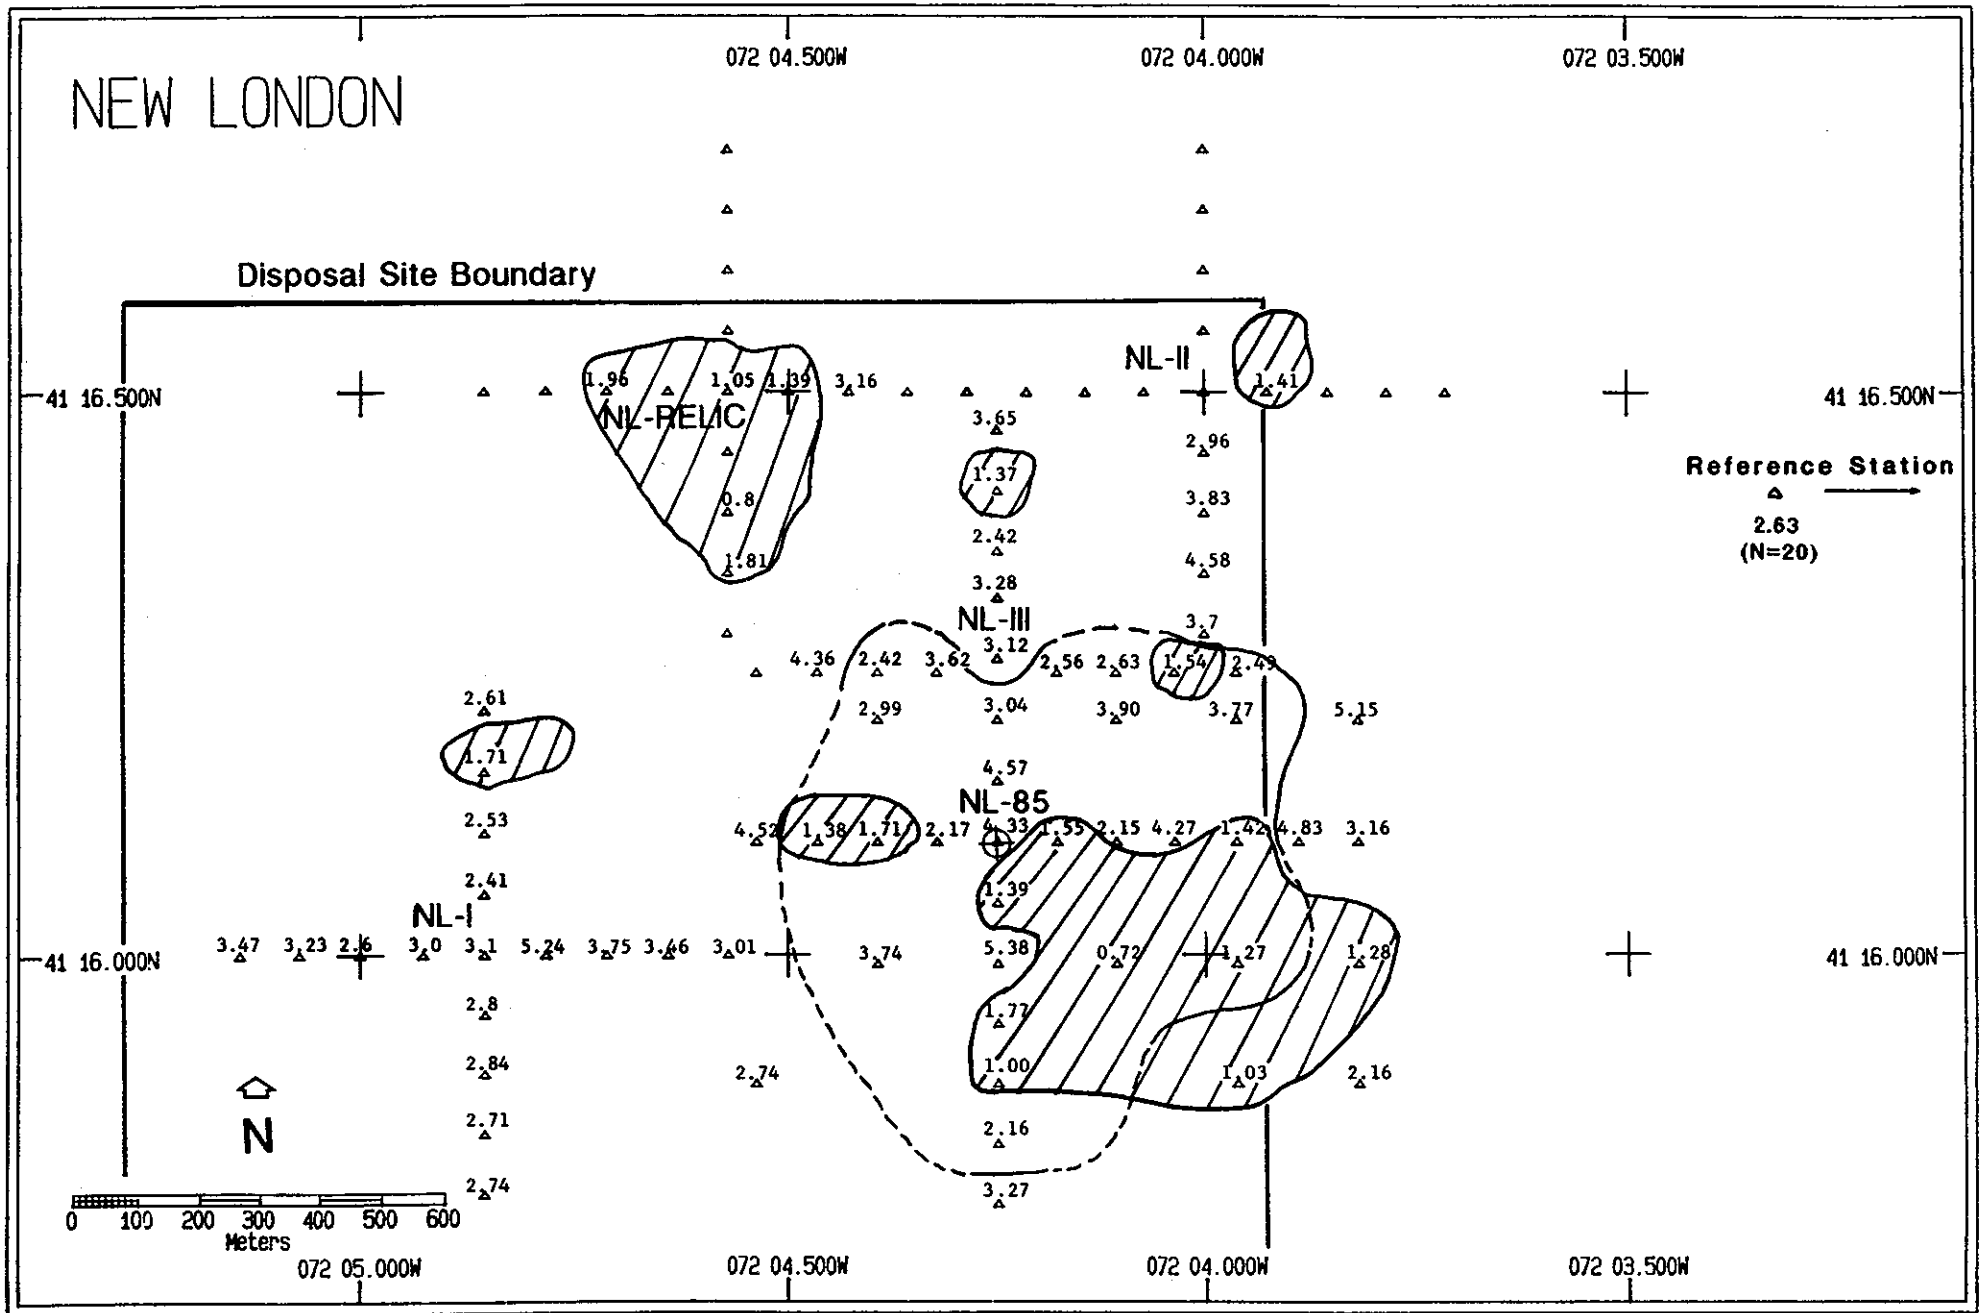 072 04.500W 072 04.000W 072 03.500W
NEW LONDON
Disposal Site Boundary
NL-II
1.96 1.05 1.39 3.16 1.41
41 16.500N 41 16.500N
NL-RELIC
3.65
2.96
Reference Station
1.37
0.8 3.83
2.63
2.42
(N=20)
1.81 4.58
3.28
NL-III
3.7
3.12
4.36 2.42 3.62 2.56 2.63 1.54 2.49
2.61
2.99 3.04 3.90 3.77 5.15
1.71
4.57
NL-85
2.53
4.52 1.38 1.71 2.17 4.33 1.55 2.15 4.27 1.42 4.83 3.16
2.41
1.39
NL-I
3.47 3.23 2.6 3.0 3.1 5.24 3.75 3.46 3.01 3.74 5.38 0.72 1.27 1.28
41 16.000N 41 16.000N
2.8
1.77
2.84 2.74 1.00 1.03 2.16
N
2.71
2.16
2.74
3.27
0 100 200 300 400 500 600
Meters
072 05.000W 072 04.500W 072 04.000W 072 03.500W